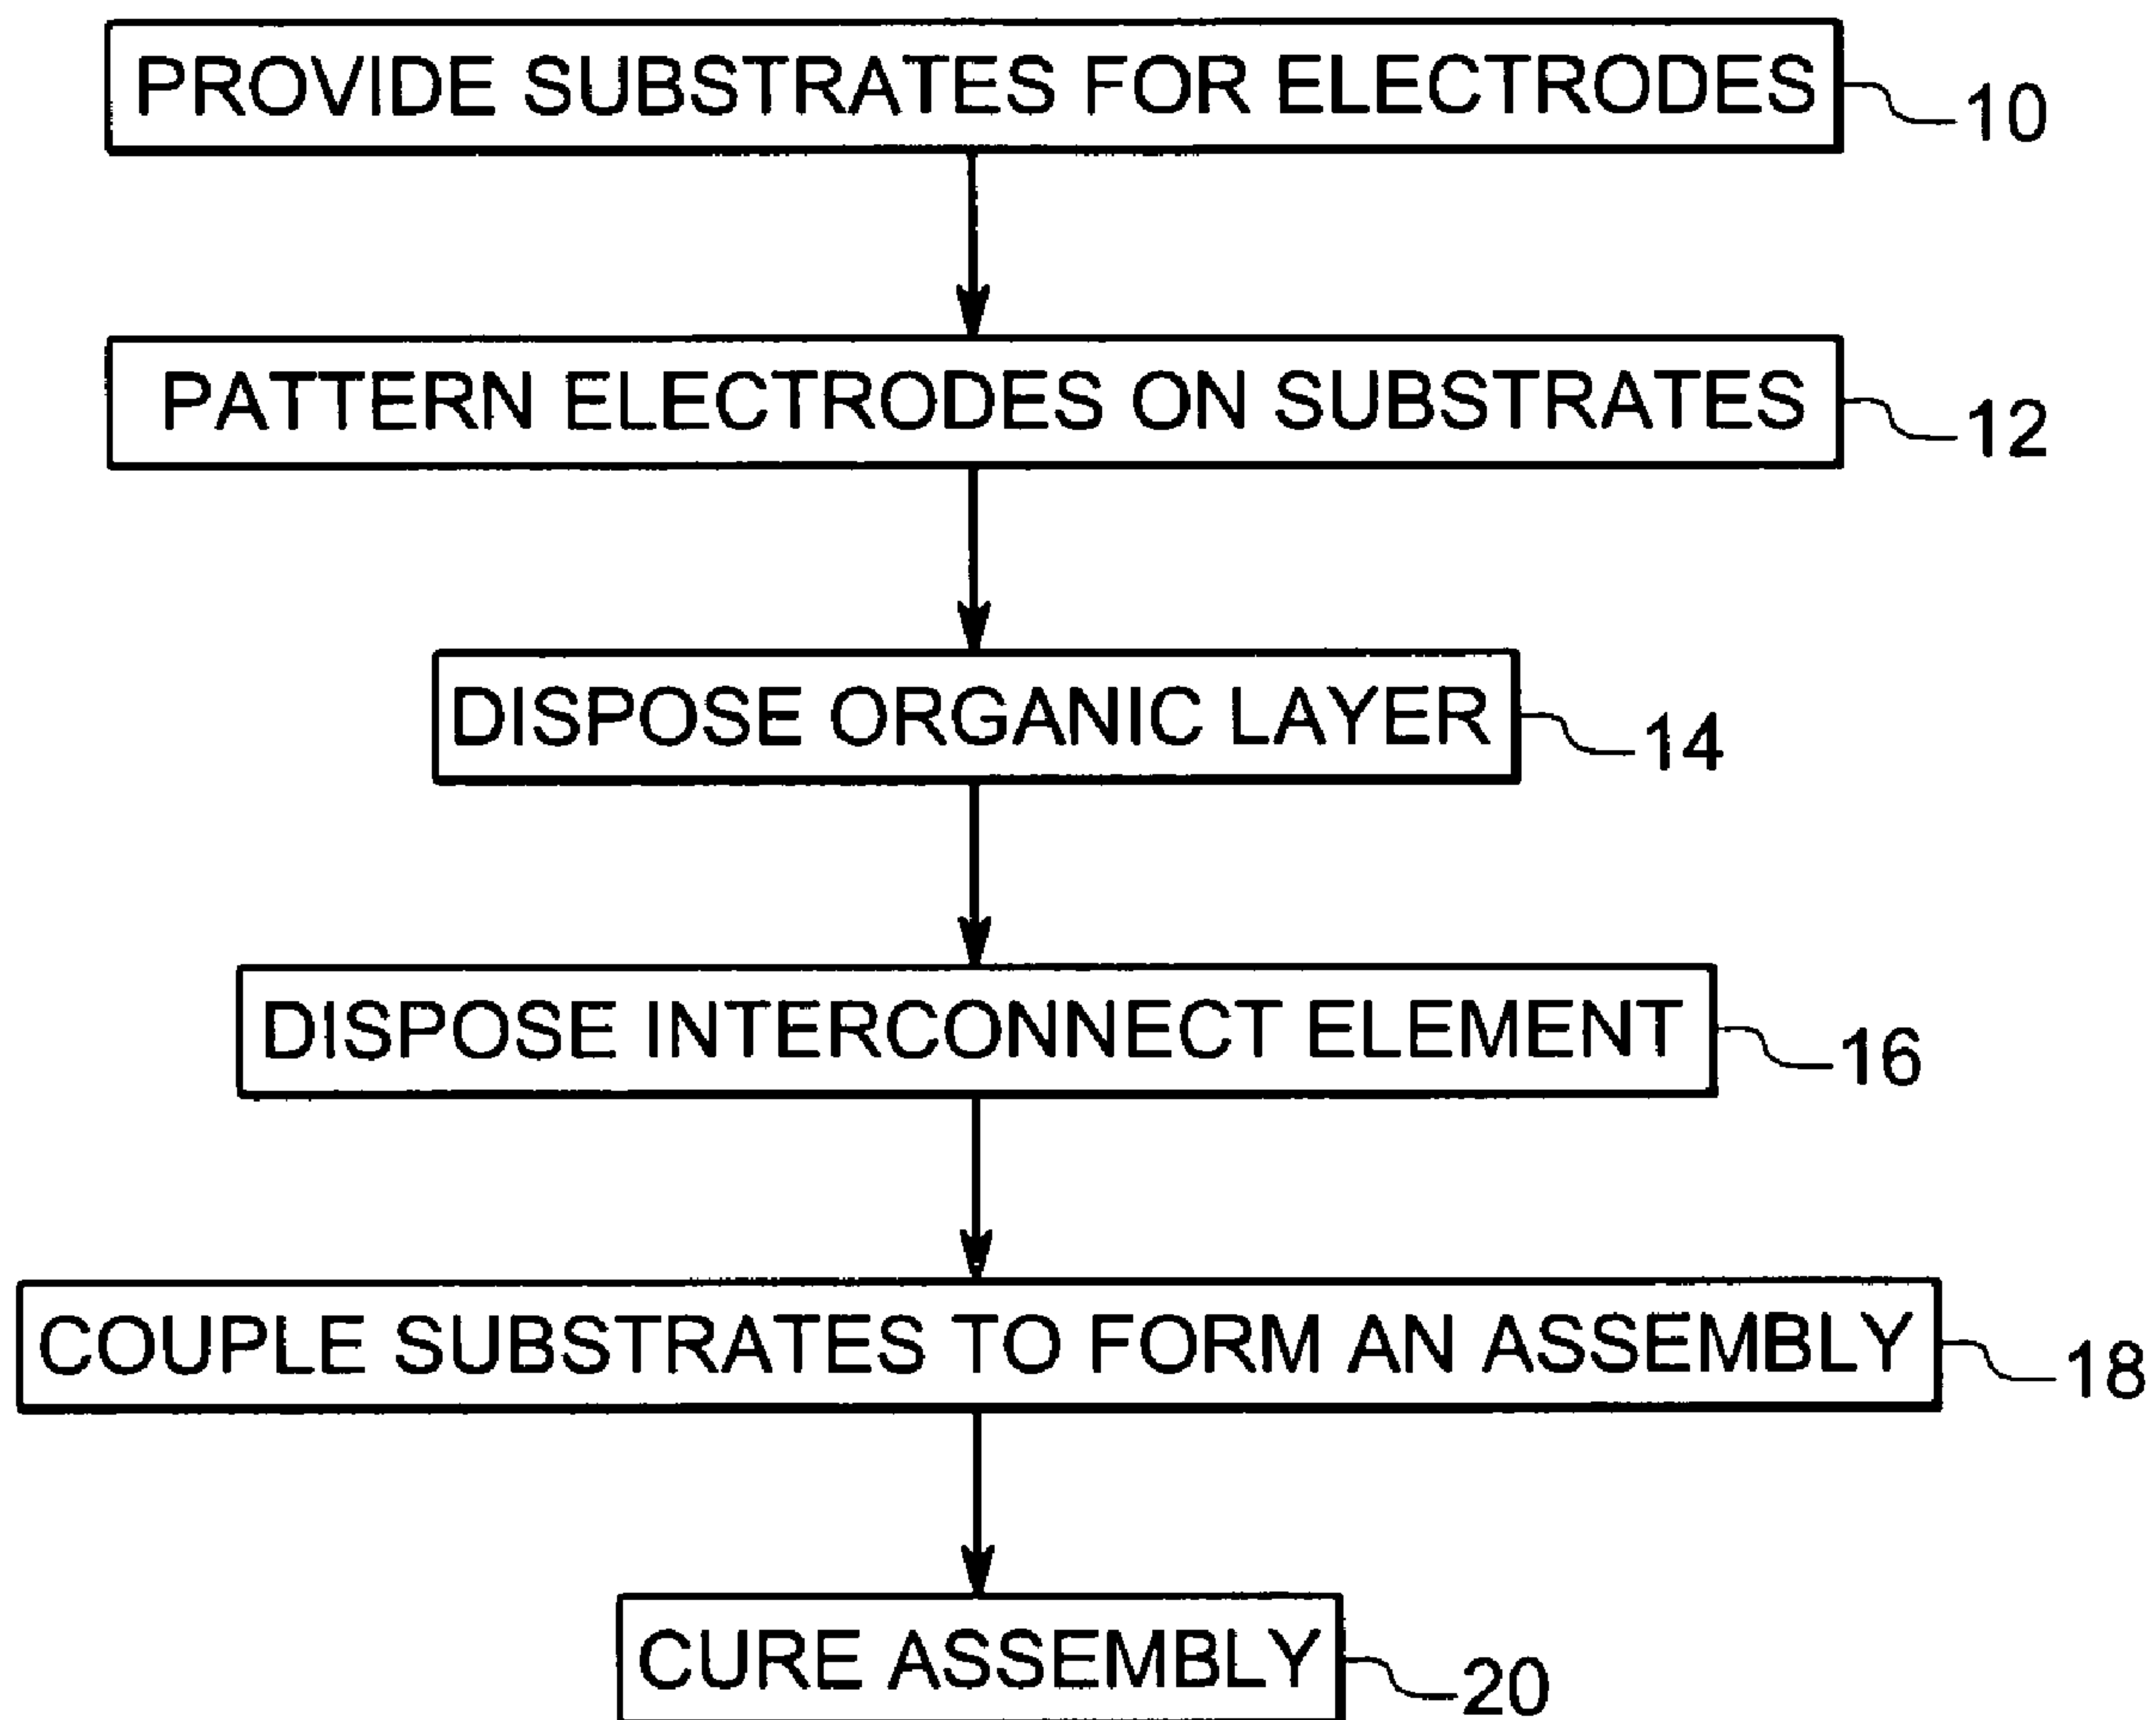 PROVIDE SUBSTRATES FOR ELECTRODES
10
PATTERN ELECTRODES ON SUBSTRATES
12
DISPOSE ORGANIC LAYER
14
DISPOSE INTERCONNECT ELEMENT
16
COUPLE SUBSTRATES TO FORM AN ASSEMBLY
18
CURE ASSEMBLY
20